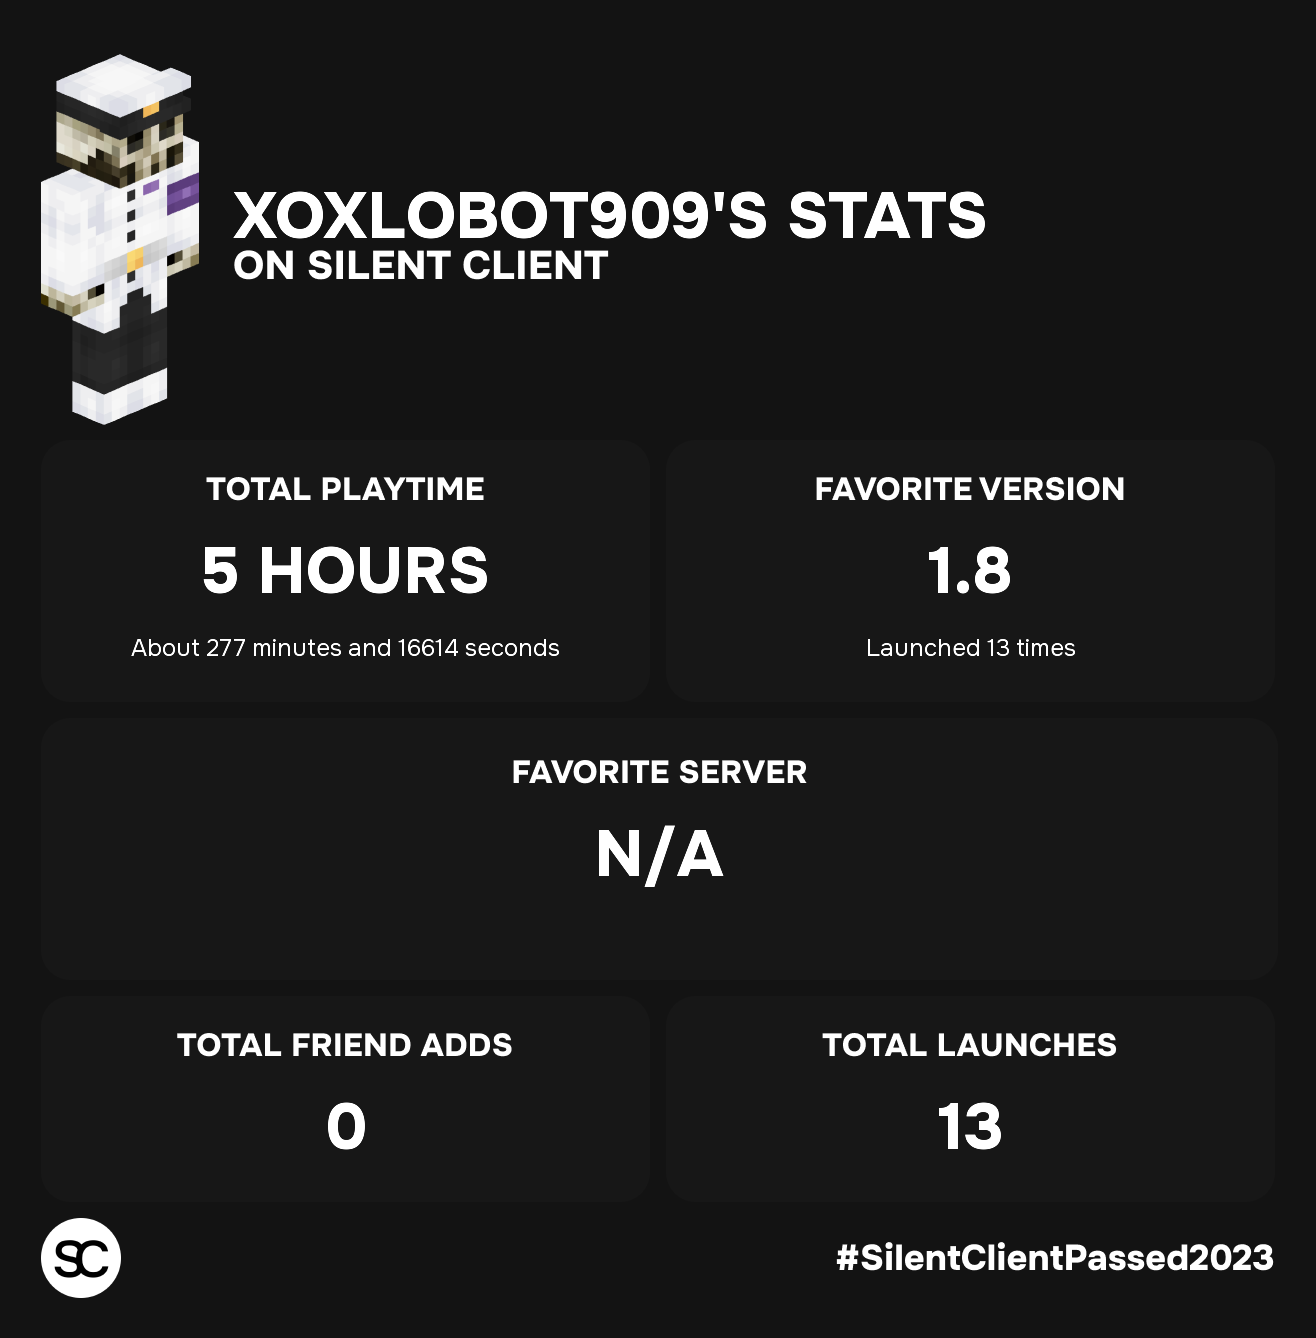 XOXLOBOT909'S STATS
ON SILENT CLIENT
TOTAL PLAYTIME
5 HOURS
About 277 minutes and 16614 seconds
FAVORITE VERSION
1.8
Launched 13 times
FAVORITE SERVER
N/A
TOTAL FRIEND ADDS
0
TOTAL LAUNCHES
13
SC
#SilentClientPassed2023